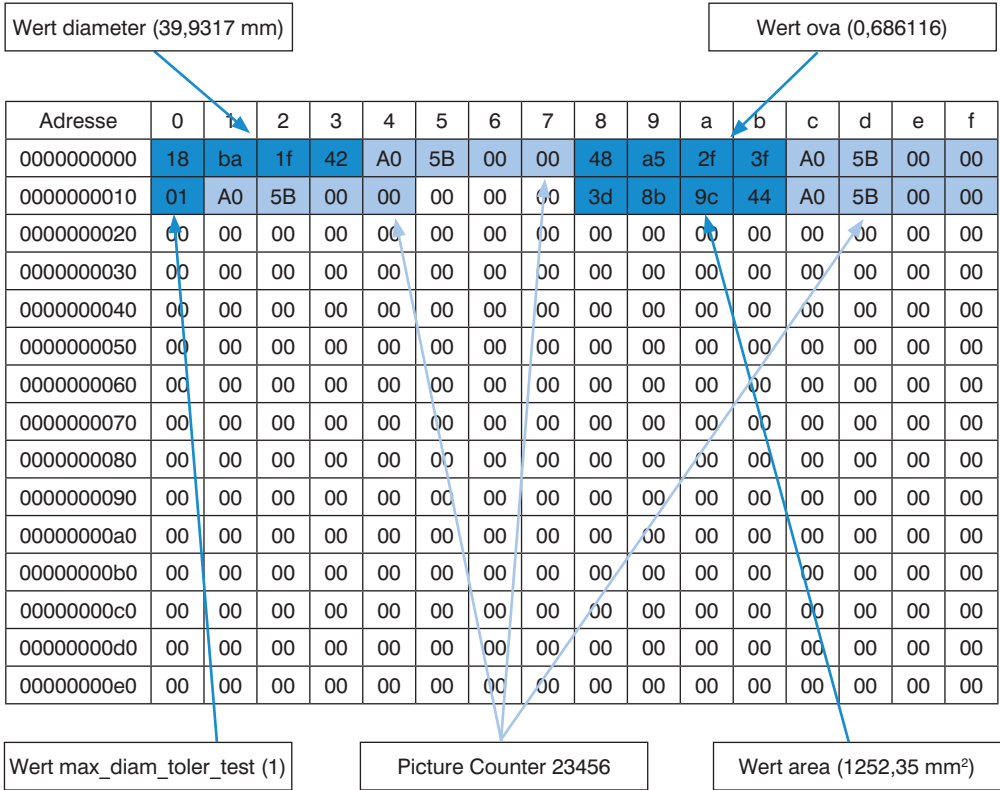 Wert diameter (39,9317 mm)
Wert ova (0,686116)
Adresse 0 1 2 3 4 5 6 7 8 9 a b c d e f
0000000000 18 ba 1f 42 A0 5B 00 00 48 a5 2f 3f A0 5B 00 00
0000000010 01 A0 5B 00 00 00 00 00 3d 8b 9c 44 A0 5B 00 00
0000000020 00 00 00 00 00 00 00 00 00 00 00 00 00 00 00 00
0000000030 00 00 00 00 00 00 00 00 00 00 00 00 00 00 00 00
0000000040 00 00 00 00 00 00 00 00 00 00 00 00 00 00 00 00
0000000050 00 00 00 00 00 00 00 00 00 00 00 00 00 00 00 00
0000000060 00 00 00 00 00 00 00 00 00 00 00 00 00 00 00 00
0000000070 00 00 00 00 00 00 00 00 00 00 00 00 00 00 00 00
0000000080 00 00 00 00 00 00 00 00 00 00 00 00 00 00 00 00
0000000090 00 00 00 00 00 00 00 00 00 00 00 00 00 00 00 00
00000000a0 00 00 00 00 00 00 00 00 00 00 00 00 00 00 00 00
00000000b0 00 00 00 00 00 00 00 00 00 00 00 00 00 00 00 00
00000000c0 00 00 00 00 00 00 00 00 00 00 00 00 00 00 00 00
00000000d0 00 00 00 00 00 00 00 00 00 00 00 00 00 00 00 00
00000000e0 00 00 00 00 00 00 00 00 00 00 00 00 00 00 00 00
Wert max_diam_toler_test (1)
Picture Counter 23456
Wert area (1252,35 mm²)